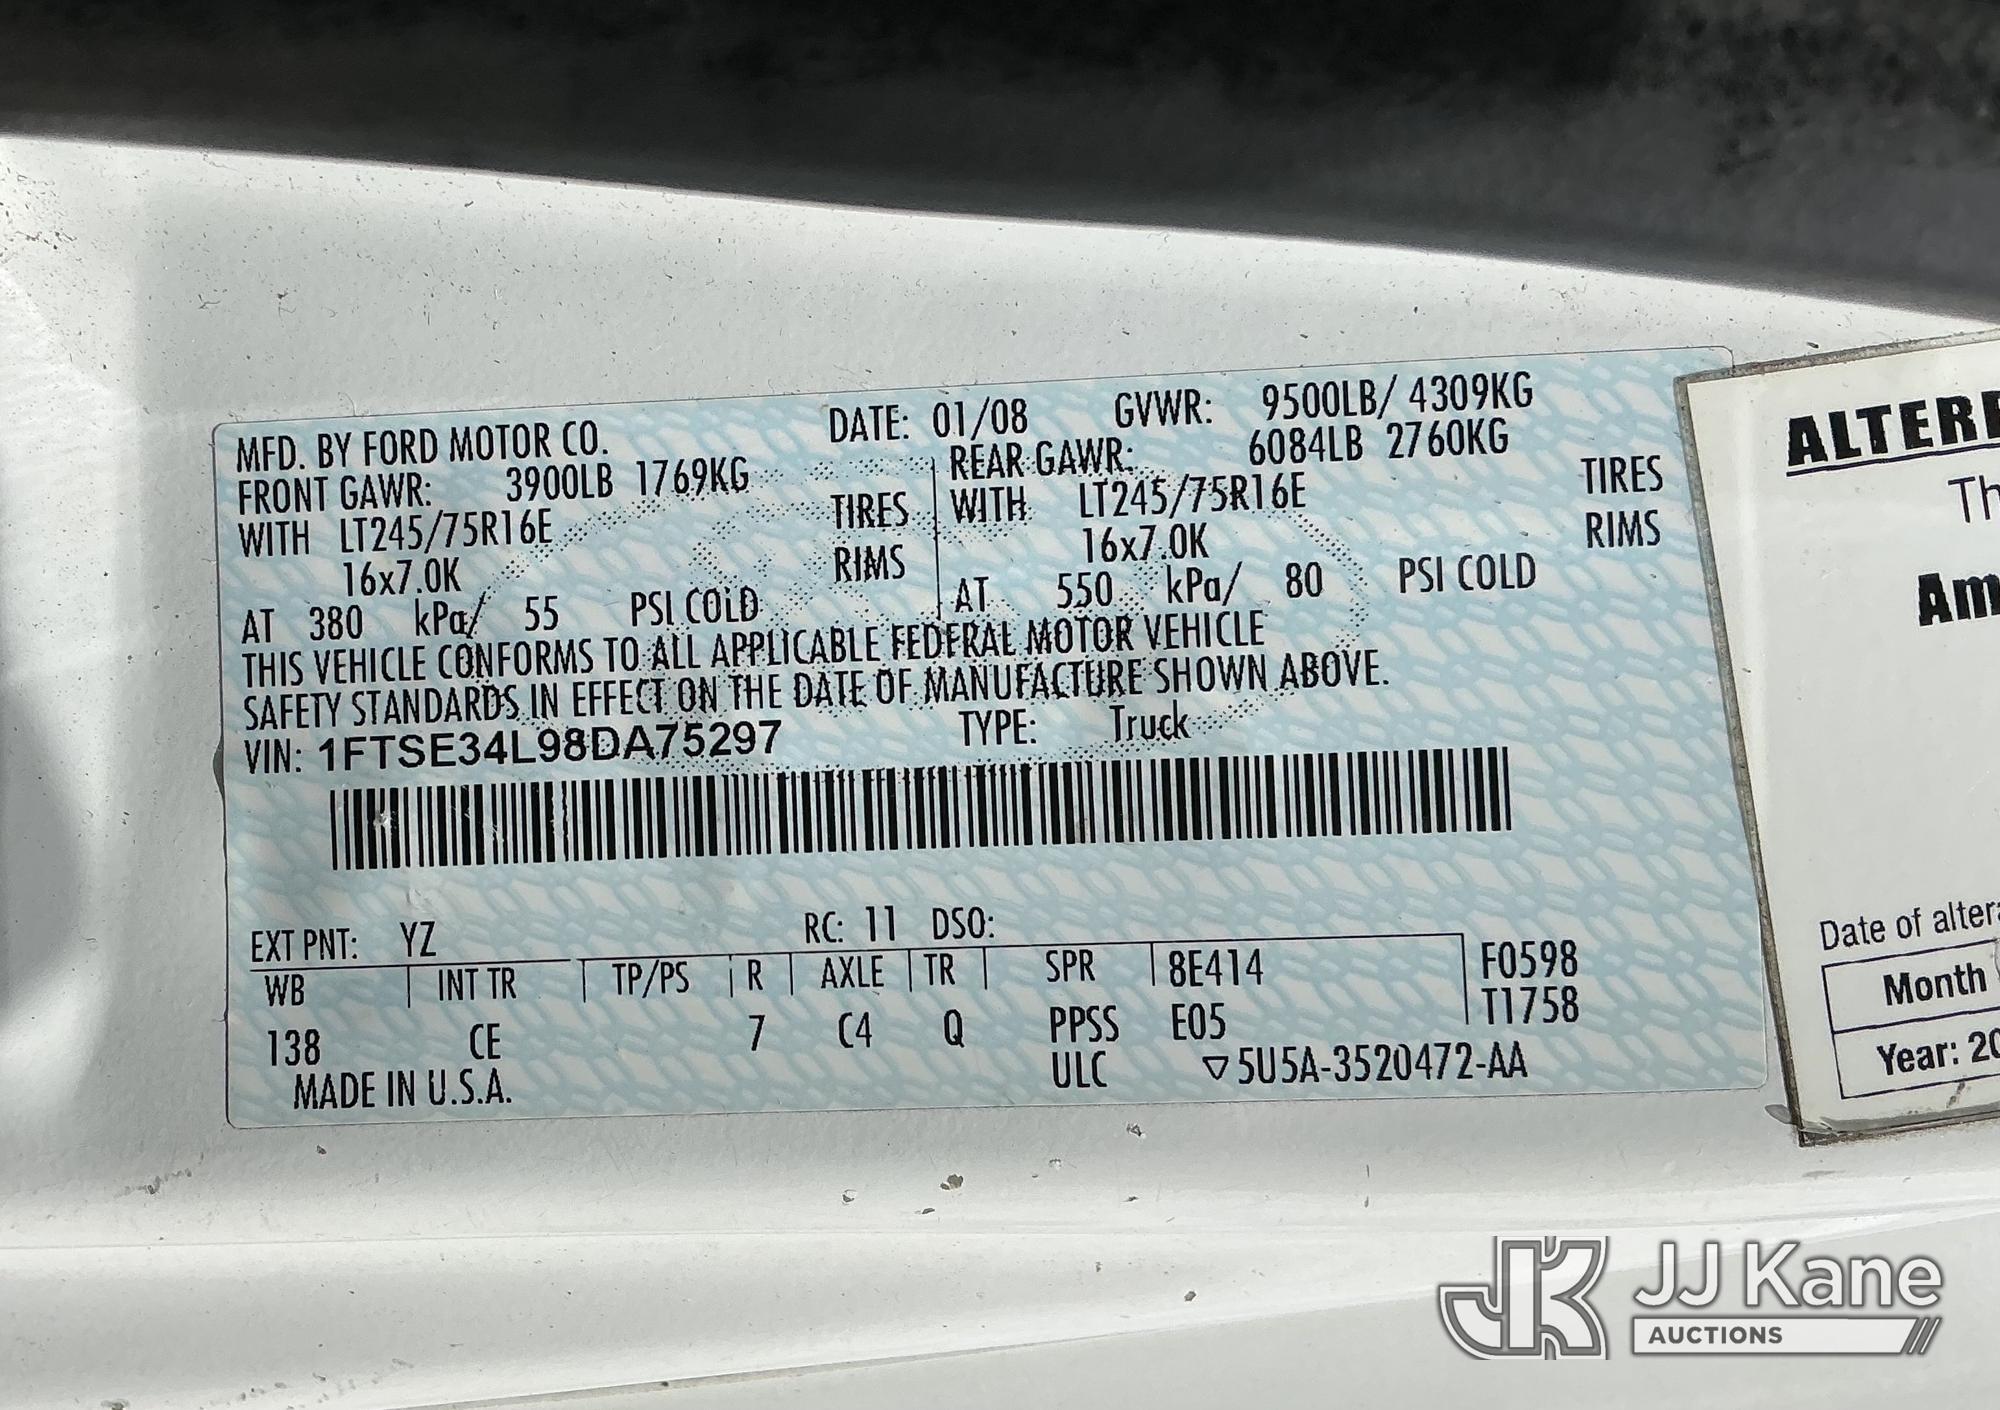 MFD. BY FORD MOTOR CO.
DATE: 01/08 GVWR: 9500LB/ 4309KG
FRONT GAWR: 3900LB 1769KG
REAR GAWR: 6084LB 2760KG
WITH LT245/75R16E TIRES
WITH LT245/75R16E TIRES
16x7.0K RIMS
16x7.0K RIMS
AT 380 kPa/ 55 PSI COLD
AT 550 kPa/ 80 PSI COLD
THIS VEHICLE CONFORMS TO ALL APPLICABLE FEDERAL MOTOR VEHICLE
SAFETY STANDARDS IN EFFECT ON THE DATE OF MANUFACTURE SHOWN ABOVE.
VIN: 1FTSE34L98DA75297 TYPE: Truck
EXT PNT: YZ RC: 11 DSO:
WB INT TR TP/PS R AXLE TR SPR 8E414 F0598
138 CE 7 C4 Q PPSS E05 T1758
MADE IN U.S.A. ULC ▽5U5A-3520472-AA
ALTERE
Th
Am
Date of altera
Month
Year: 20
JK JJ Kane
AUCTIONS